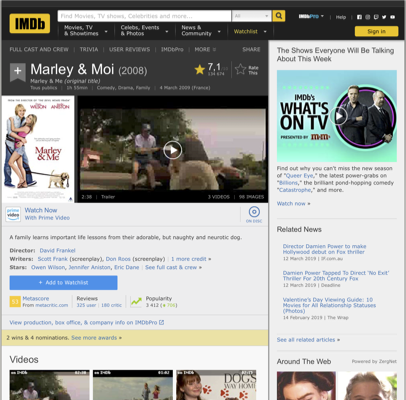 IMDb
Find Movies, TV shows, Celebrities and more...
All
IMDbPro
Help
Movies, TV & Showtimes
Celebs, Events & Photos
News & Community
Watchlist
Sign in
FULL CAST AND CREW | TRIVIA | USER REVIEWS | IMDbPro | MORE
SHARE
Marley & Moi (2008)
Marley & Me (original title)
Tous publics | 1h 55min | Comedy, Drama, Family | 4 March 2009 (France)
7,1
Rate This
Marley & Me
2:38 | Trailer
3 VIDEOS | 96 IMAGES
prime video
Watch Now
With Prime Video
ON DISC
A family learns important life lessons from their adorable, but naughty and neurotic dog.
Director: David Frankel
Writers: Scott Frank (screenplay), Don Roos (screenplay) | 1 more credit »
Stars: Owen Wilson, Jennifer Aniston, Eric Dane | See full cast & crew »
+ Add to Watchlist
Metascore
From metacritic.com
Reviews
325 user | 186 critic
Popularity
View production, box office, & company info on IMDbPro
2 wins & 4 nominations. See more awards »
Videos
The Shows Everyone Will Be Talking About This Week
IMDb's
WHAT'S ON TV
PRESENTED BY M&M'S
Find out why you can't miss the new season of "Queer Eye," the latest power-grabs on "Billions," the brilliant pond-hopping comedy "Catastrophe," and more.
Watch now »
Related News
Director Damien Power to make Hollywood debut on Fox thriller
12 March 2019 | IF.com.au
Damien Power Tapped To Direct 'No Exit' Thriller For 20th Century Fox
12 March 2019 | Deadline
Valentine's Day Viewing Guide: 10 Movies for All Relationship Statuses (Photos)
14 February 2019 | The Wrap
See all related articles »
Around The Web
Powered by ZergNet
DOG'S
WAY HOME